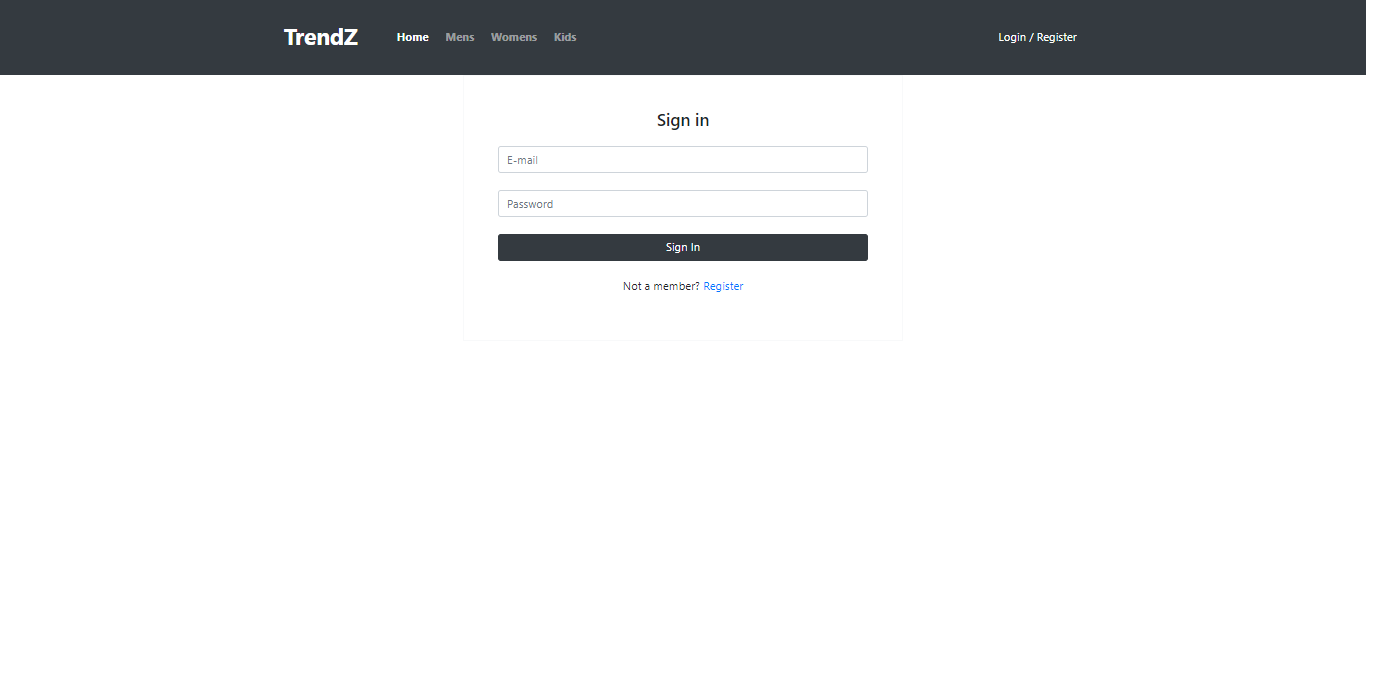 TrendZ Home Mens Womens Kids Login / Register
Sign in
E-mail
Password
Sign In
Not a member? Register